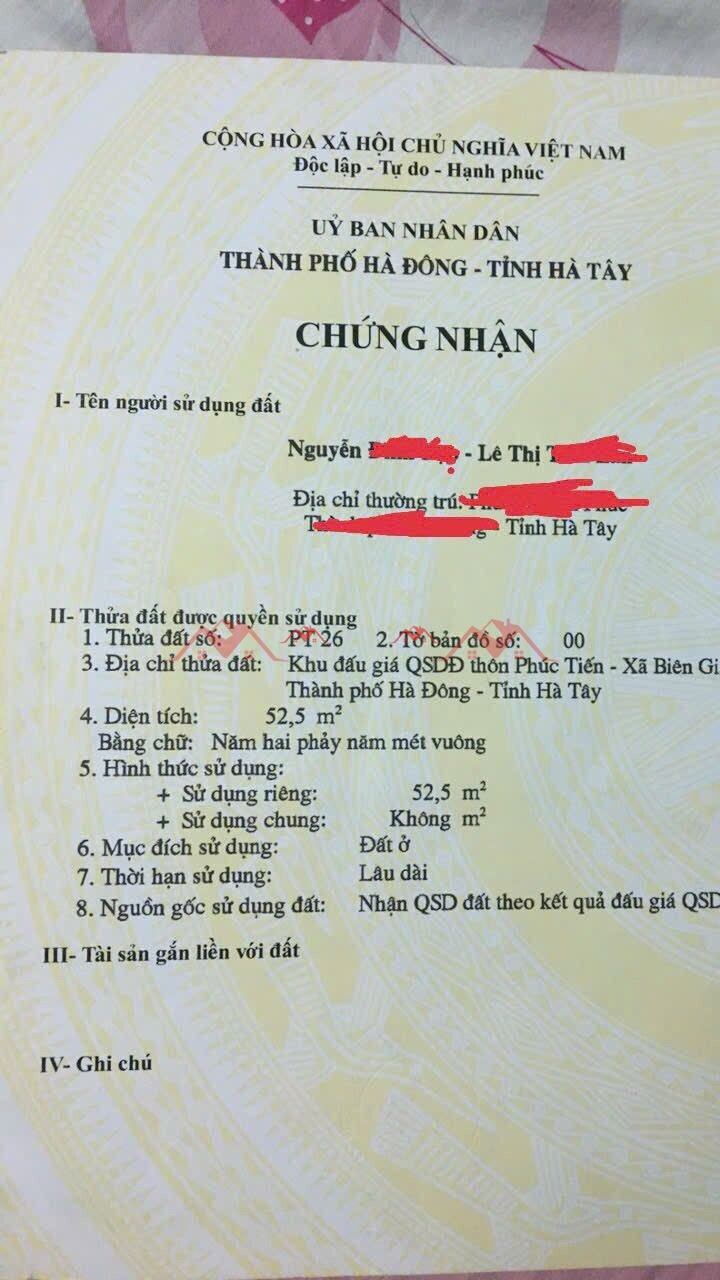 CỘNG HÒA XÃ HỘI CHỦ NGHĨA VIỆT NAM
Độc lập - Tự do - Hạnh phúc
UỶ BAN NHÂN DÂN
THÀNH PHỐ HÀ ĐÔNG - TỈNH HÀ TÂY
CHỨNG NHẬN
I- Tên người sử dụng đất
Nguyễn - Lê Thị
Địa chỉ thường trú:
Tỉnh Hà Tây
II- Thửa đất được quyền sử dụng
1. Thửa đất số: PT 26 2. Tờ bản đồ số: 00
3. Địa chỉ thửa đất: Khu đấu giá QSDĐ thôn Phúc Tiến - Xã Biên Gi
Thành phố Hà Đông - Tỉnh Hà Tây
4. Diện tích: 52,5 m²
Bằng chữ: Năm hai phảy năm mét vuông
5. Hình thức sử dụng:
+ Sử dụng riêng: 52,5 m²
+ Sử dụng chung: Không m²
6. Mục đích sử dụng: Đất ở
7. Thời hạn sử dụng: Lâu dài
8. Nguồn gốc sử dụng đất: Nhận QSD đất theo kết quả đấu giá QSD
III- Tài sản gắn liền với đất
IV- Ghi chú